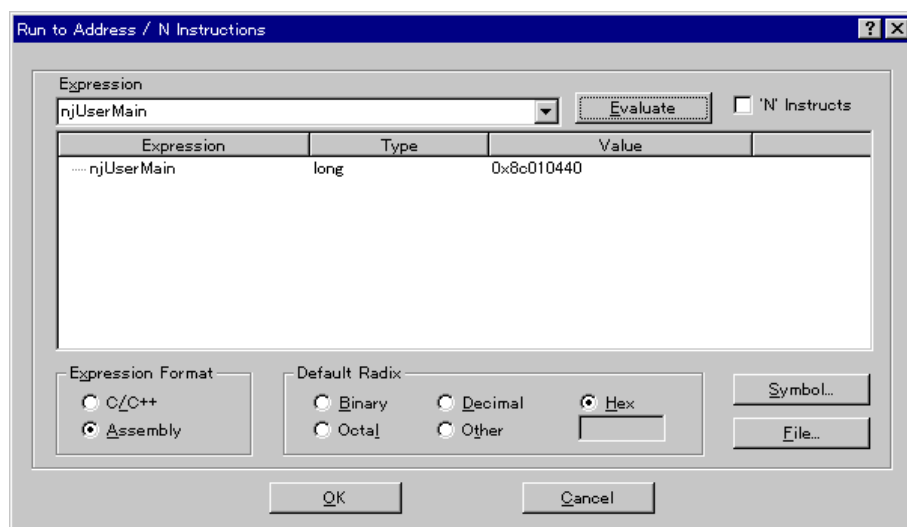 Run to Address / N Instructions
Expression
njUserMain
Evaluate
'N' Instructs
Expression Type Value
njUserMain long 0x8c010440
Expression Format
C/C++
Assembly
Default Radix
Binary Decimal Hex
Octal Other
Symbol...
File...
OK Cancel